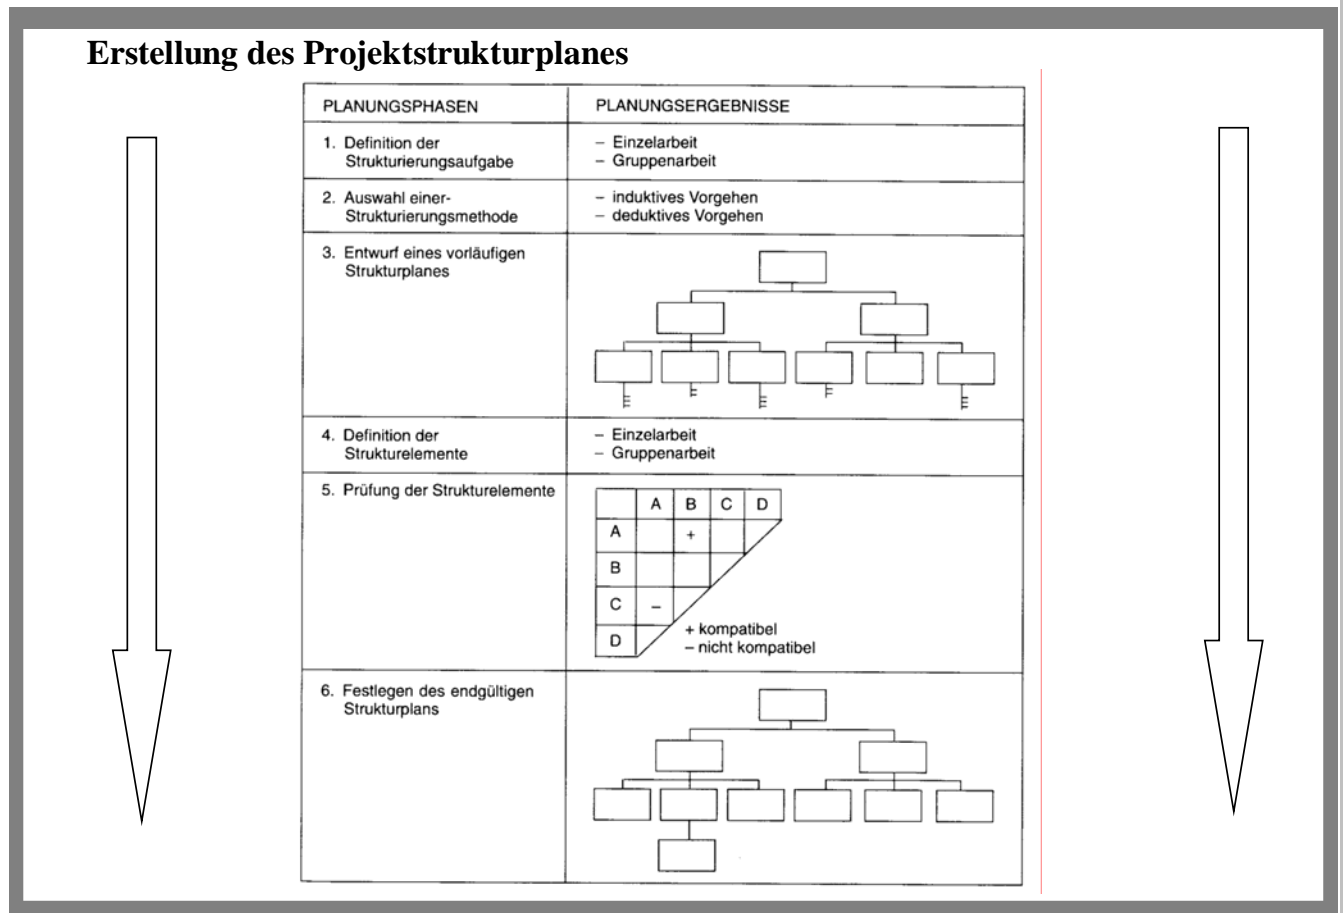 Erstellung des Projektstrukturplanes
PLANUNGSPHASEN
PLANUNGSERGEBNISSE
1. Definition der
Strukturierungsaufgabe
– Einzelarbeit
– Gruppenarbeit
2. Auswahl einer-
Strukturierungsmethode
– induktives Vorgehen
– deduktives Vorgehen
3. Entwurf eines vorläufigen
Strukturplanes
4. Definition der
Strukturelemente
– Einzelarbeit
– Gruppenarbeit
5. Prüfung der Strukturelemente
A B C D
A +
B
C –
D
+ kompatibel
– nicht kompatibel
6. Festlegen des endgültigen
Strukturplans